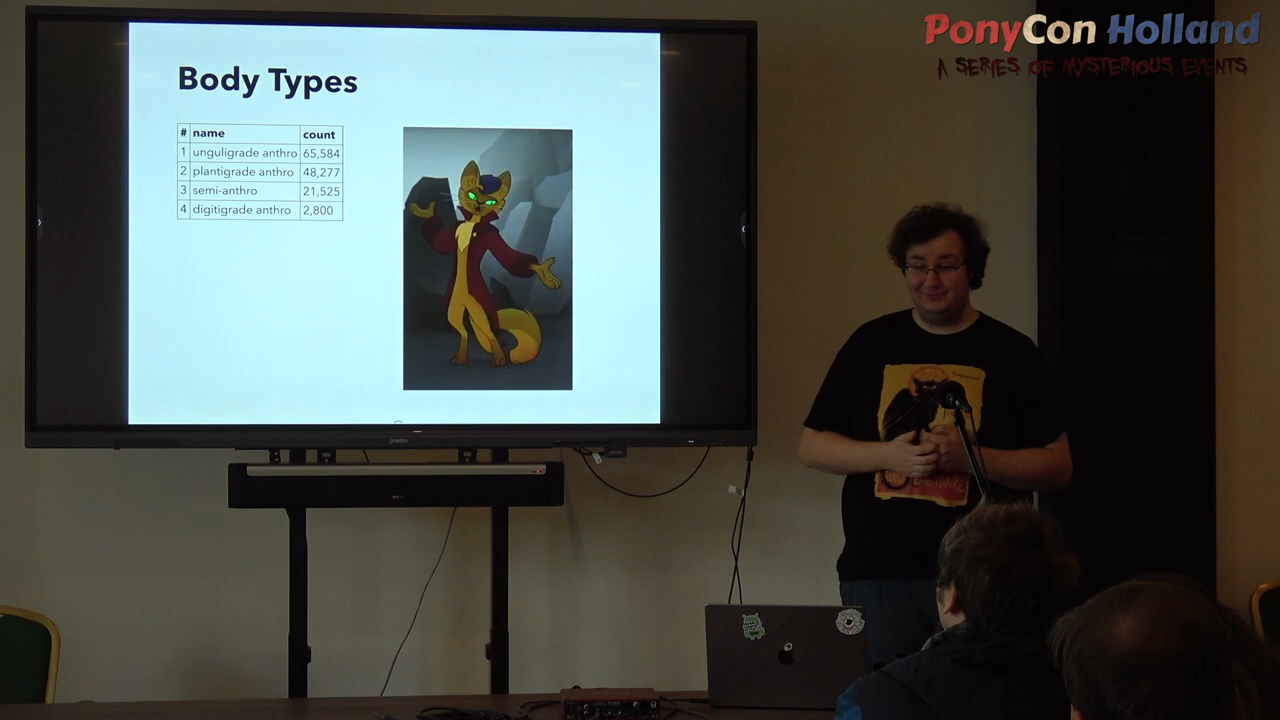 PonyCon Holland
A SERIES OF MYSTERIOUS EVENTS
Body Types
# name count
1 unguligrade anthro 65,584
2 plantigrade anthro 48,277
3 semi-anthro 21,525
4 digitigrade anthro 2,800